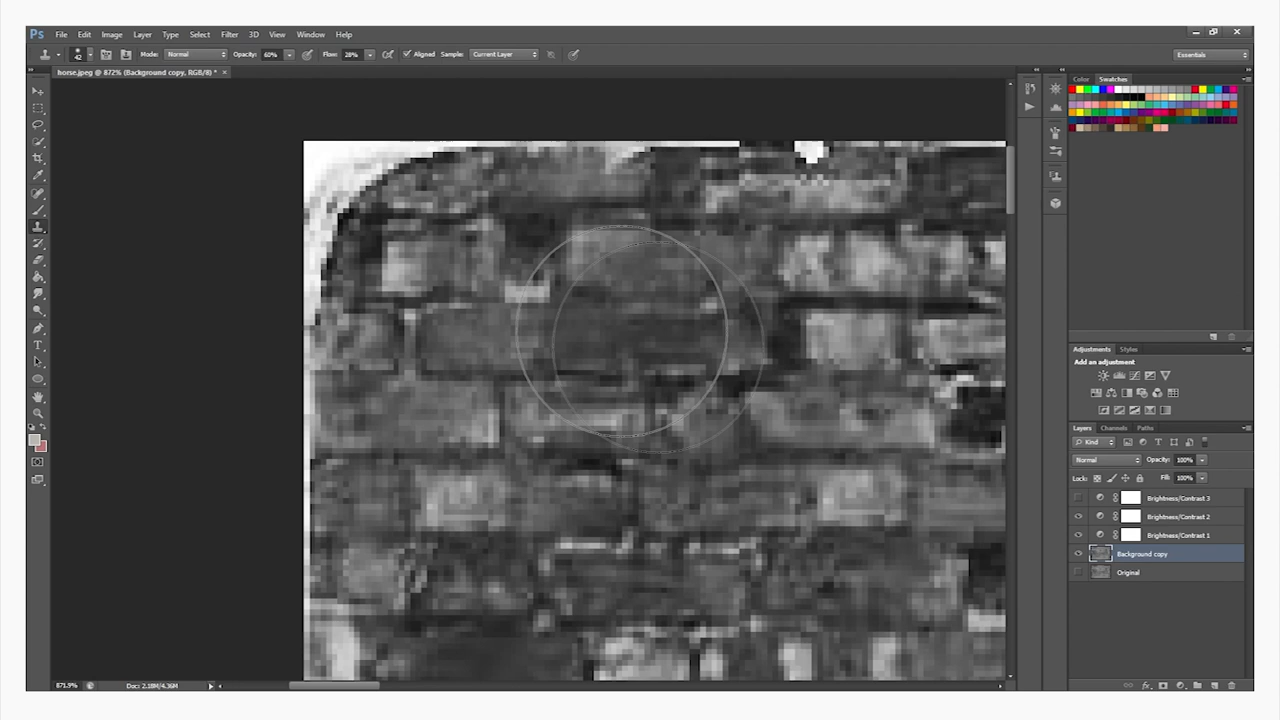 Ps File Edit Image Layer Type Select Filter 3D View Window Help
42 Mode: Normal Opacity: 60% Flow: 28% Aligned Sample: Current Layer Essentials
horse.jpeg @ 872% (Background copy, RGB/8) * ×
Color Swatches
Adjustments Styles
Add an adjustment
Layers Channels Paths
Kind
Normal Opacity: 100%
Lock: Fill: 100%
Brightness/Contrast 3
Brightness/Contrast 2
Brightness/Contrast 1
Background copy
Original
T
871.9% Doc: 2.18M/4.36M